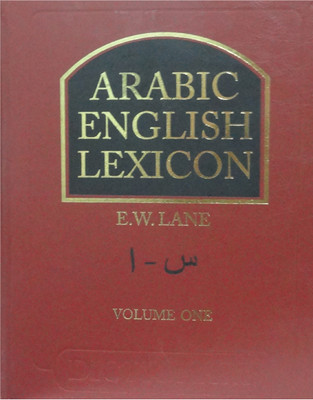 ARABIC
ENGLISH
LEXICON
E.W. LANE
ا - س
VOLUME ONE